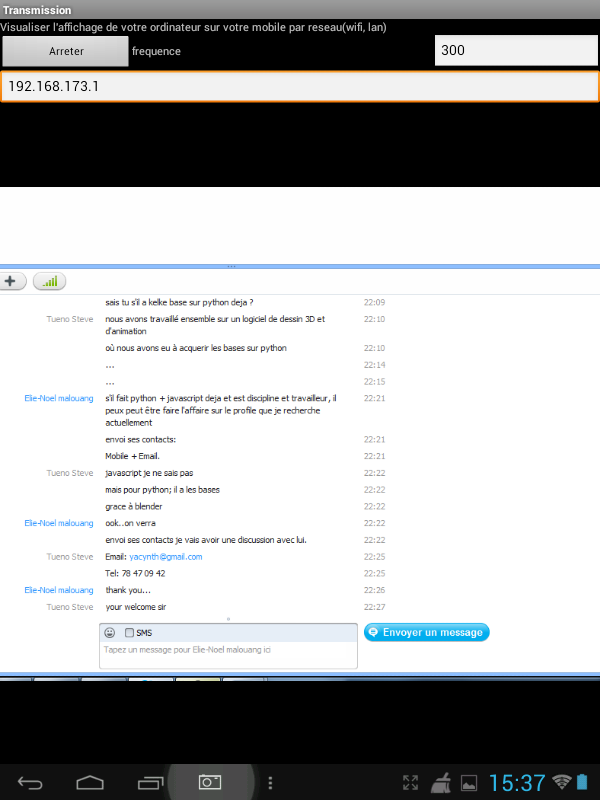 Transmission
Visualiser l'affichage de votre ordinateur sur votre mobile par reseau(wifi, lan)
Arreter frequence 300
192.168.173.1
sais tu s'il a kelke base sur python deja ? 22:09
Tueno Steve nous avons travaillé ensemble sur un logiciel de dessin 3D et 22:10
d'animation
où nous avons eu à acquerir les bases sur python 22:10
... 22:14
... 22:15
Elie-Noel malouang s'il fait python + javascript deja et est discipline et travailleur, il 22:21
peux peut être faire l'affaire sur le profile que je recherche
actuellement
envoi ses contacts: 22:21
Mobile +Email. 22:21
Tueno Steve javascript je ne sais pas 22:22
mais pour python; il a les bases 22:22
grace à blender 22:22
Elie-Noel malouang ook..on verra 22:22
envoi ses contacts je vais avoir une discussion avec lui. 22:22
Tueno Steve Email: yacynth@gmail.com 22:25
Tel: 78 47 09 42 22:25
Elie-Noel malouang thank you... 22:26
Tueno Steve your welcome sir 22:27
SMS Envoyer un message
Tapez un message pour Elie-Noel malouang ici
15:37